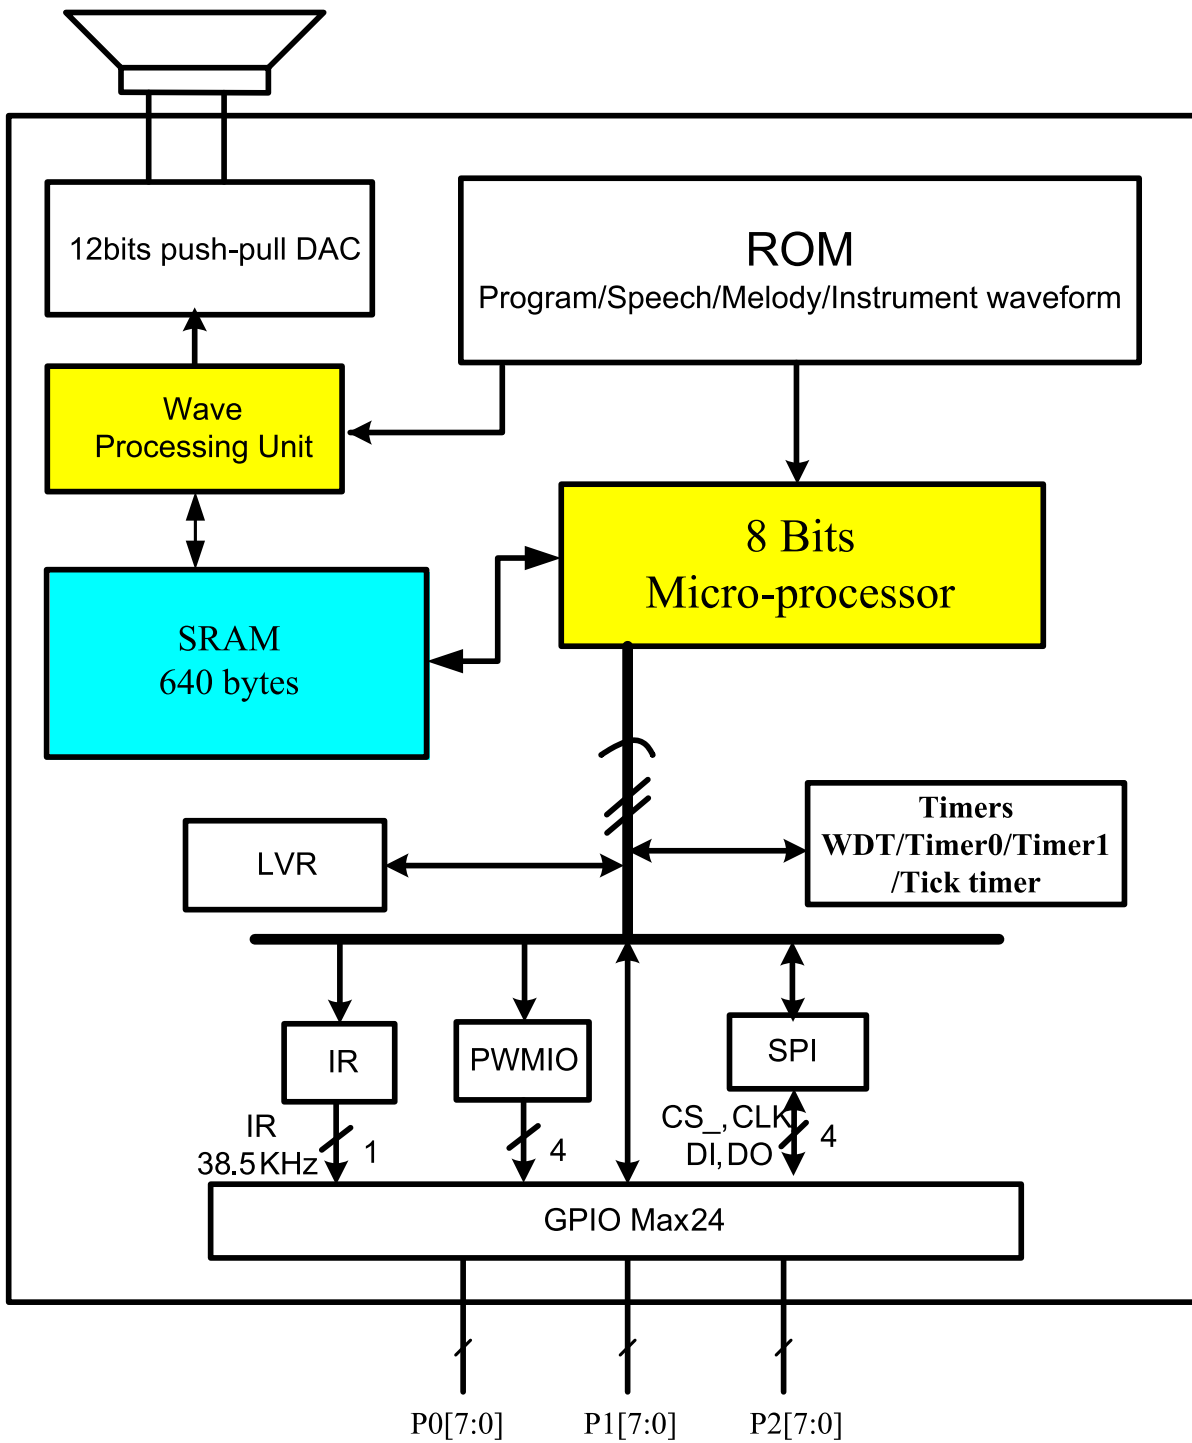 12bits push-pull DAC
ROM
Program/Speech/Melody/Instrument waveform
Wave
Processing Unit
8 Bits
Micro-processor
SRAM
640 bytes
Timers
WDT/Timer0/Timer1
/Tick timer
LVR
IR
PWMIO
SPI
IR
38.5KHz
1
4
CS_,CLK
DI,DO
4
GPIO Max24
P0[7:0]
P1[7:0]
P2[7:0]